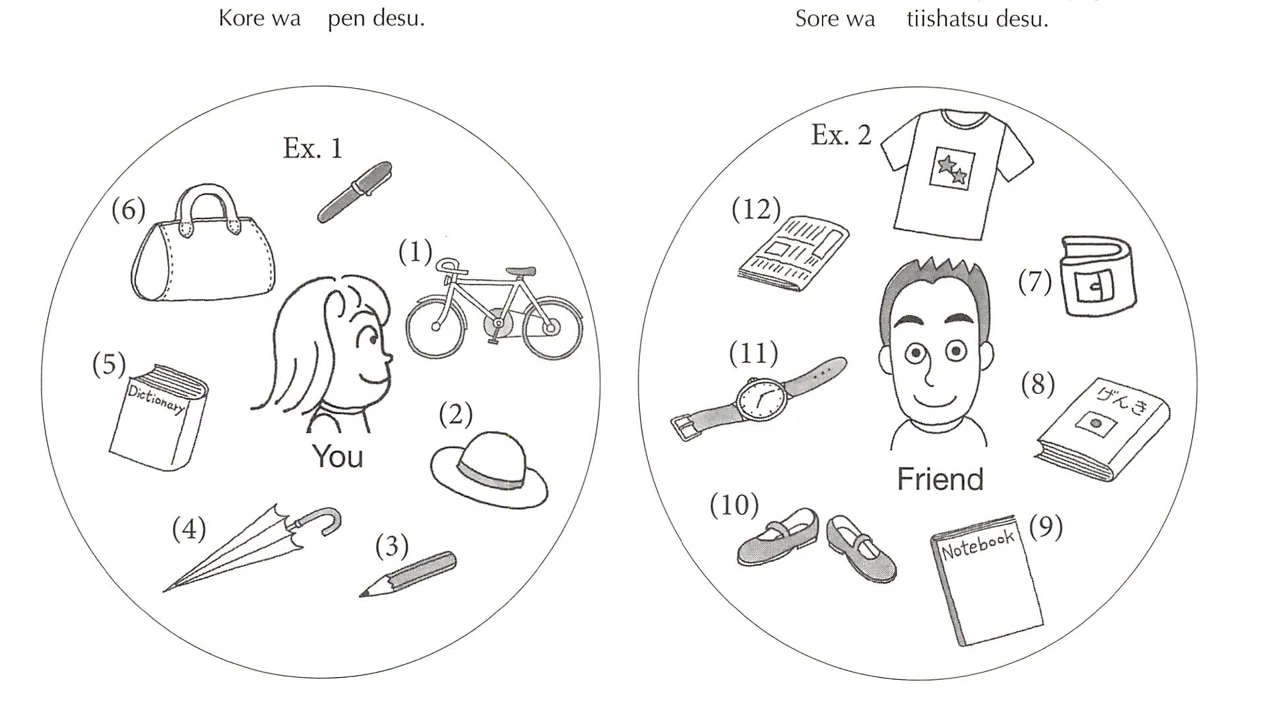 Kore wa pen desu.
Sore wa tiishatsu desu.
Ex. 1
(6)
(1)
(5)
Dictionary
(2)
You
(4)
(3)
Ex. 2
(12)
(7)
(11)
(8)
げんき
Friend
(10)
(9)
Notebook